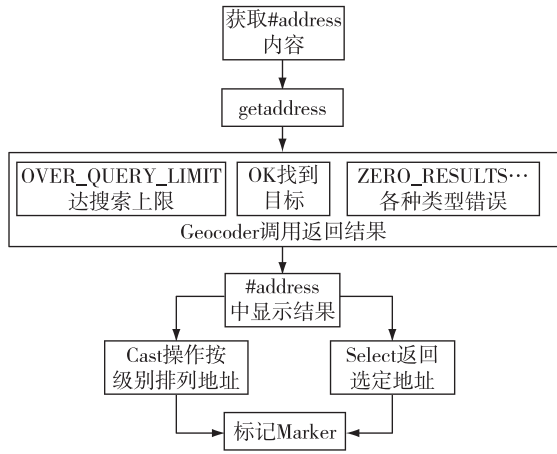 获取#address
内容
getaddress
OVER_QUERY_LIMIT
达搜索上限
OK找到
目标
ZERO_RESULTS…
各种类型错误
Geocoder调用返回结果
#address
中显示结果
Cast操作按
级别排列地址
Select返回
选定地址
标记Marker